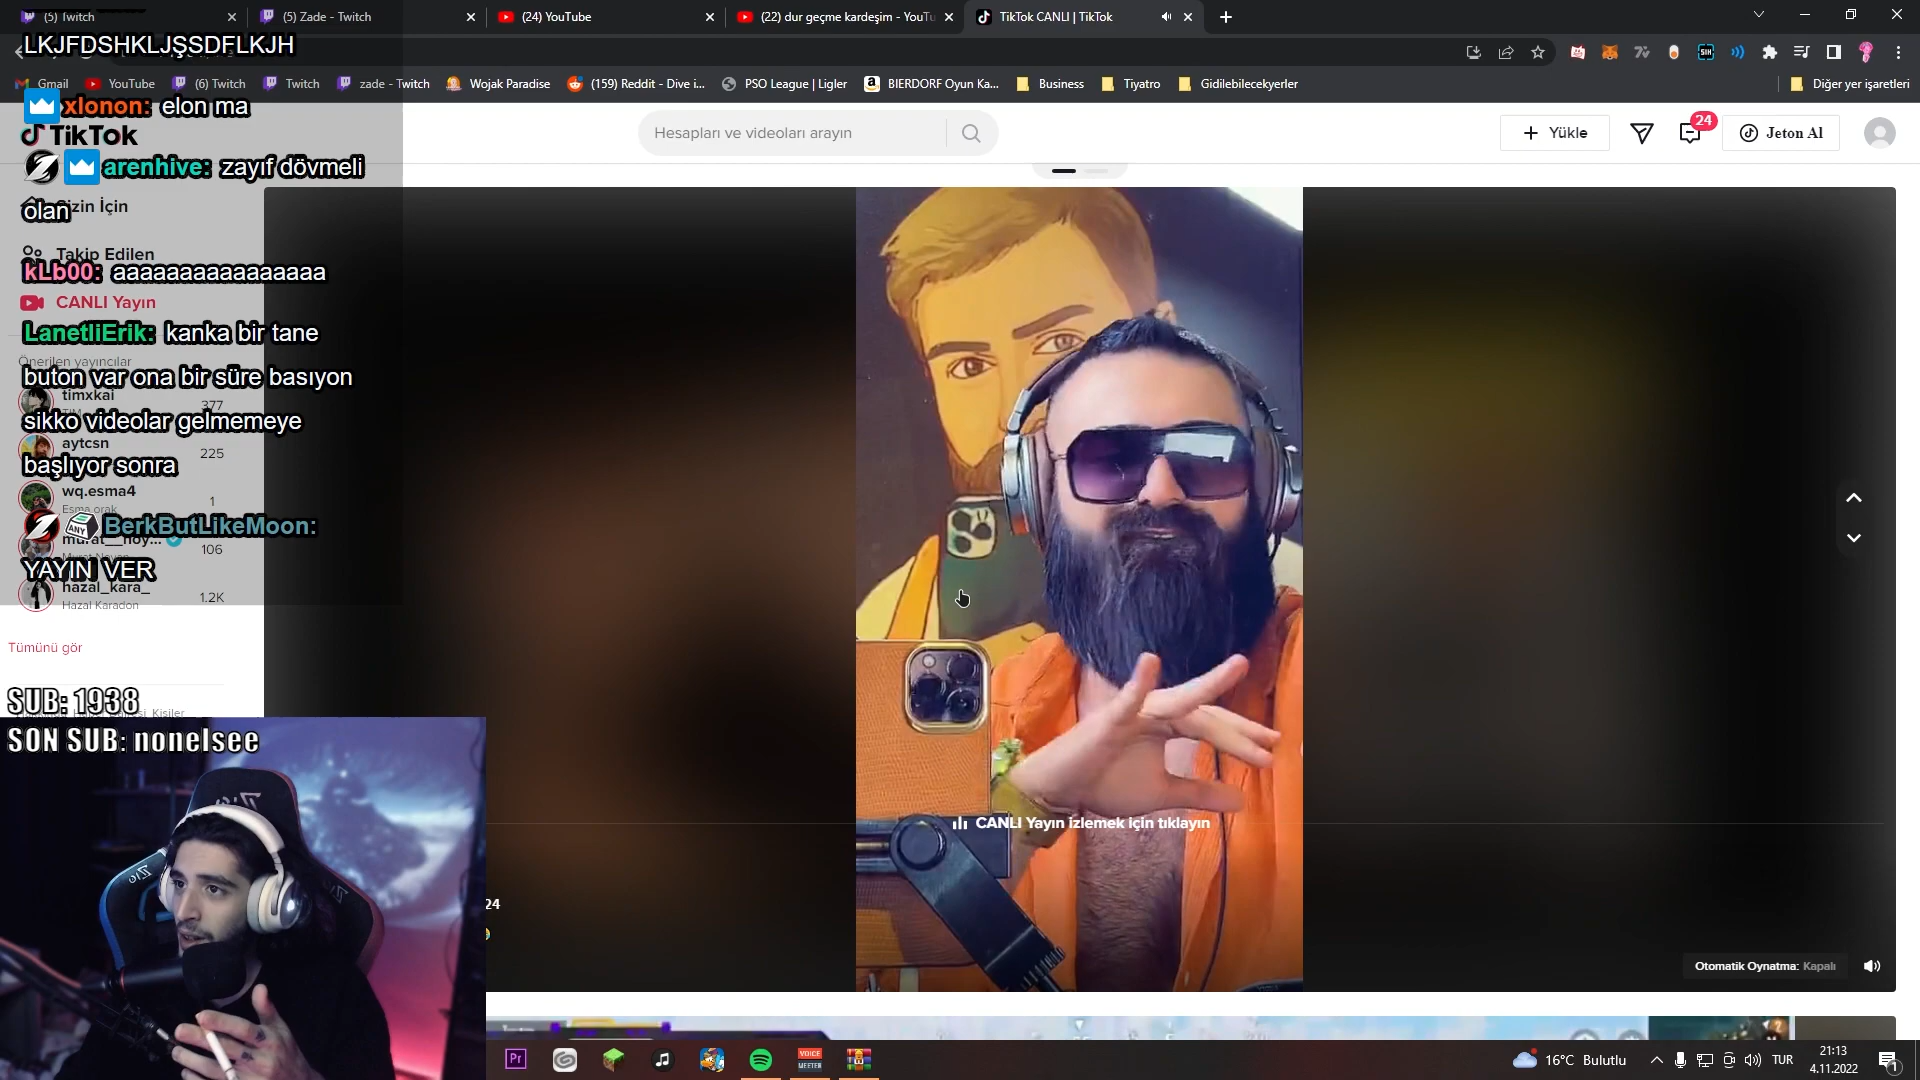 (5) Twitch
(5) Zade - Twitch
(24) YouTube
(22) dur geçme kardeşim - YouTu
TikTok CANLI | TikTok
LKJFDSHKLJŞSDFLKJH
Gmail
YouTube
(6) Twitch
Twitch
zade - Twitch
Wojak Paradise
(159) Reddit - Dive i...
PSO League | Ligler
BIERDORF Oyun Ka...
Business
Tiyatro
Gidilebilecekyerler
Diğer yer işaretleri
xlonon: elon ma
TikTok
Hesapları ve videoları arayın
Yükle
24
Jeton Al
arenhive: zayıf dövmeli
olan
Sizin İçin
Takip Edilen
kLb00: aaaaaaaaaaaaaaaa
CANLI Yayın
LanetliErik: kanka bir tane
Önerilen yayıncılar
buton var ona bir süre basıyon
timxkai
377
sikko videolar gelmemeye
aytcsn
225
başlıyor sonra
wq.esma4
Esma orak
1
ANY
BerkButLikeMoon:
106
YAYIN VER
hazal_kara_
Hazal Karadon
1.2K
Tümünü gör
SUB: 1938
SON SUB: nonelsee
CANLI Yayın izlemek için tıklayın
24
Otomatik Oynatma: Kapalı
Pr
VOICE
MEETER
16°C Bulutlu
TUR
21:13
4.11.2022
1